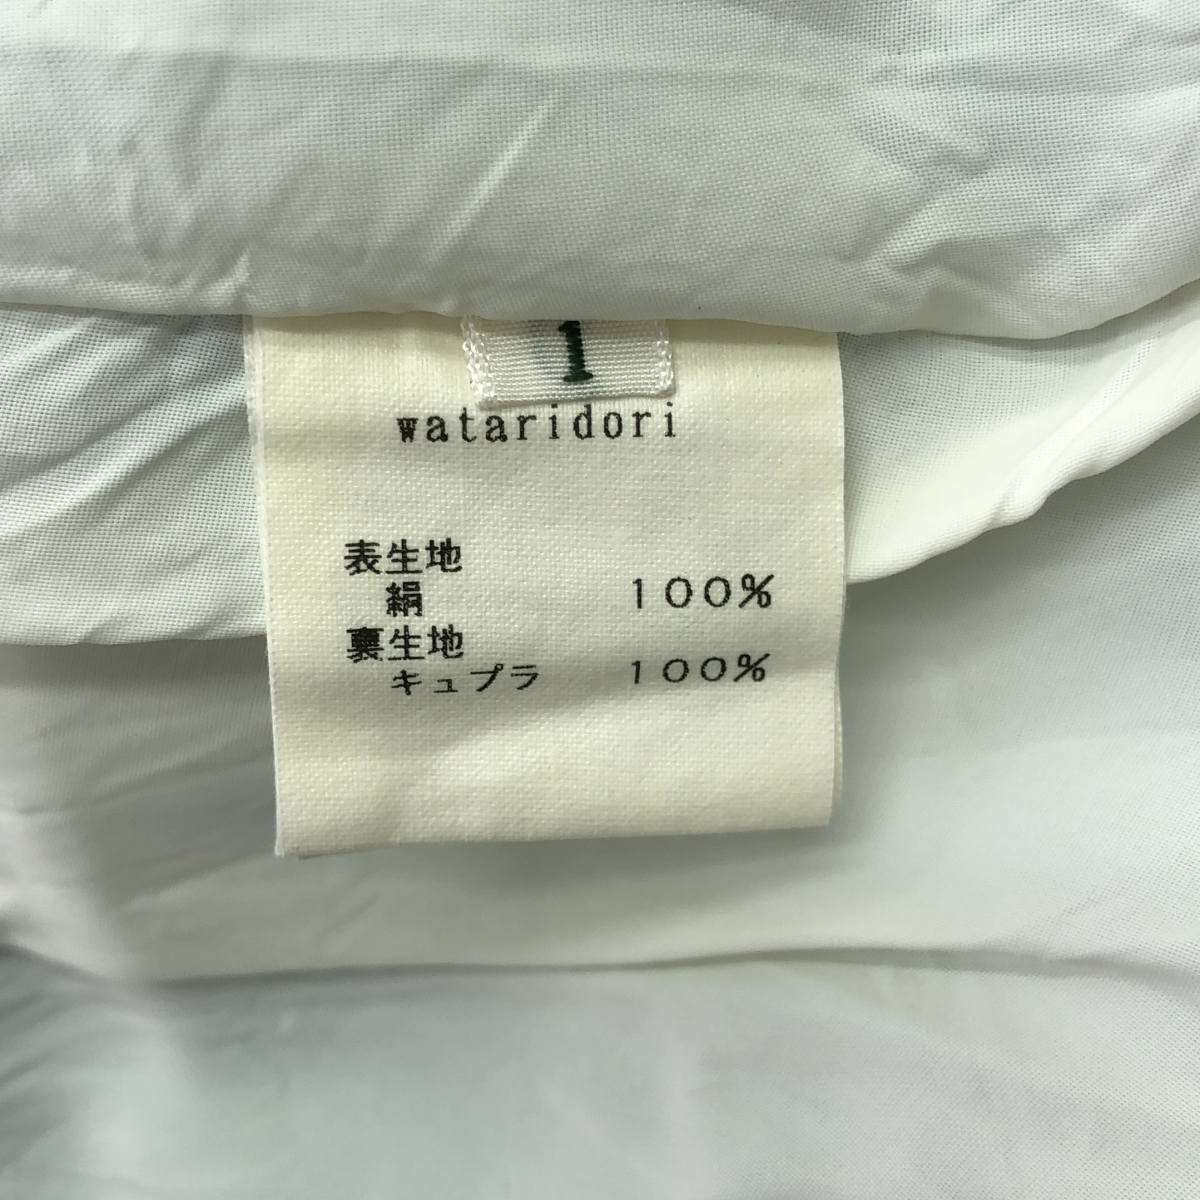 1
wataridori
表生地
絹 100%
裏生地
キュプラ 100%